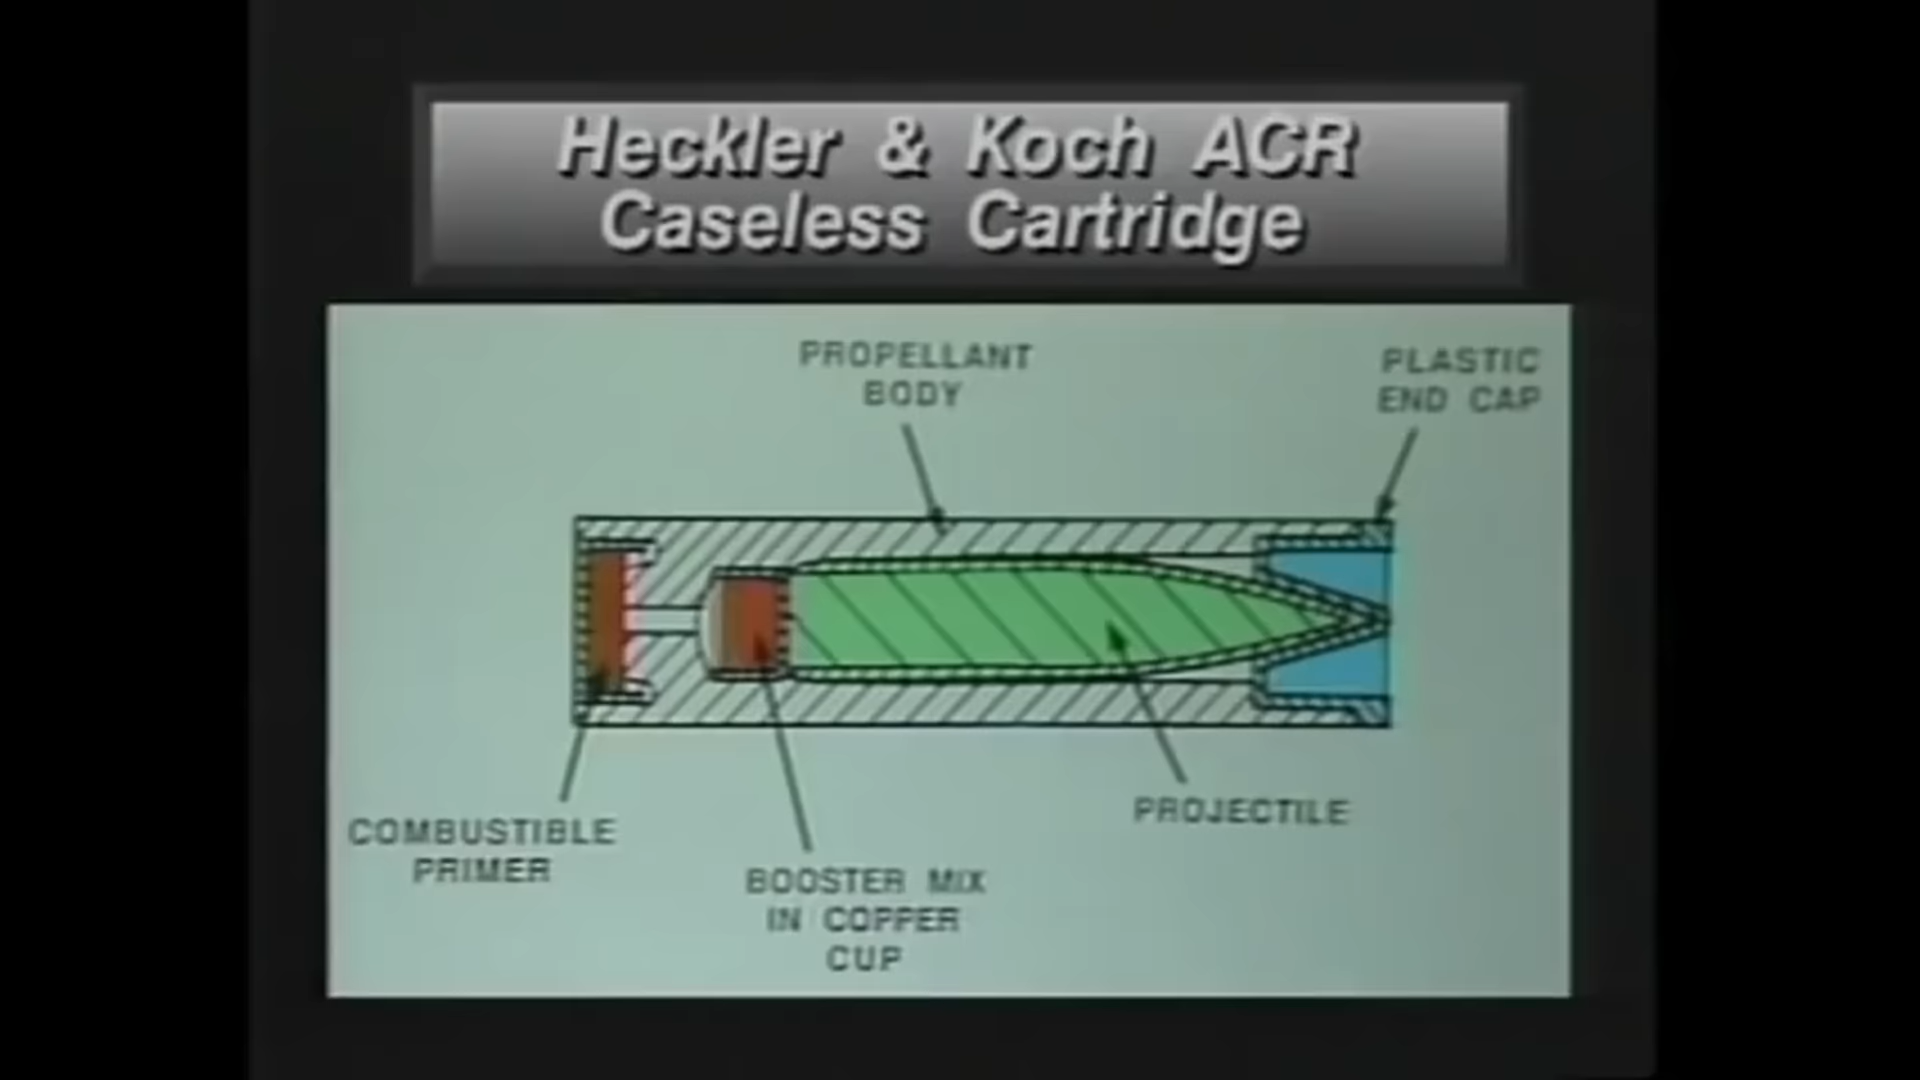 Heckler & Koch ACR
Caseless Cartridge
PROPELLANT
BODY
PLASTIC
END CAP
COMBUSTIBLE
PRIMER
BOOSTER MIX
IN COPPER
CUP
PROJECTILE